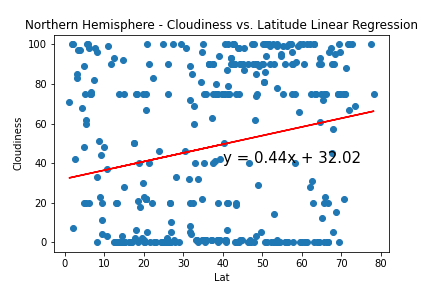 Northern Hemisphere - Cloudiness vs. Latitude Linear Regression
100
80
60
40
20
0
Cloudiness
y = 0.44x + 32.02
0 10 20 30 40 50 60 70 80
Lat